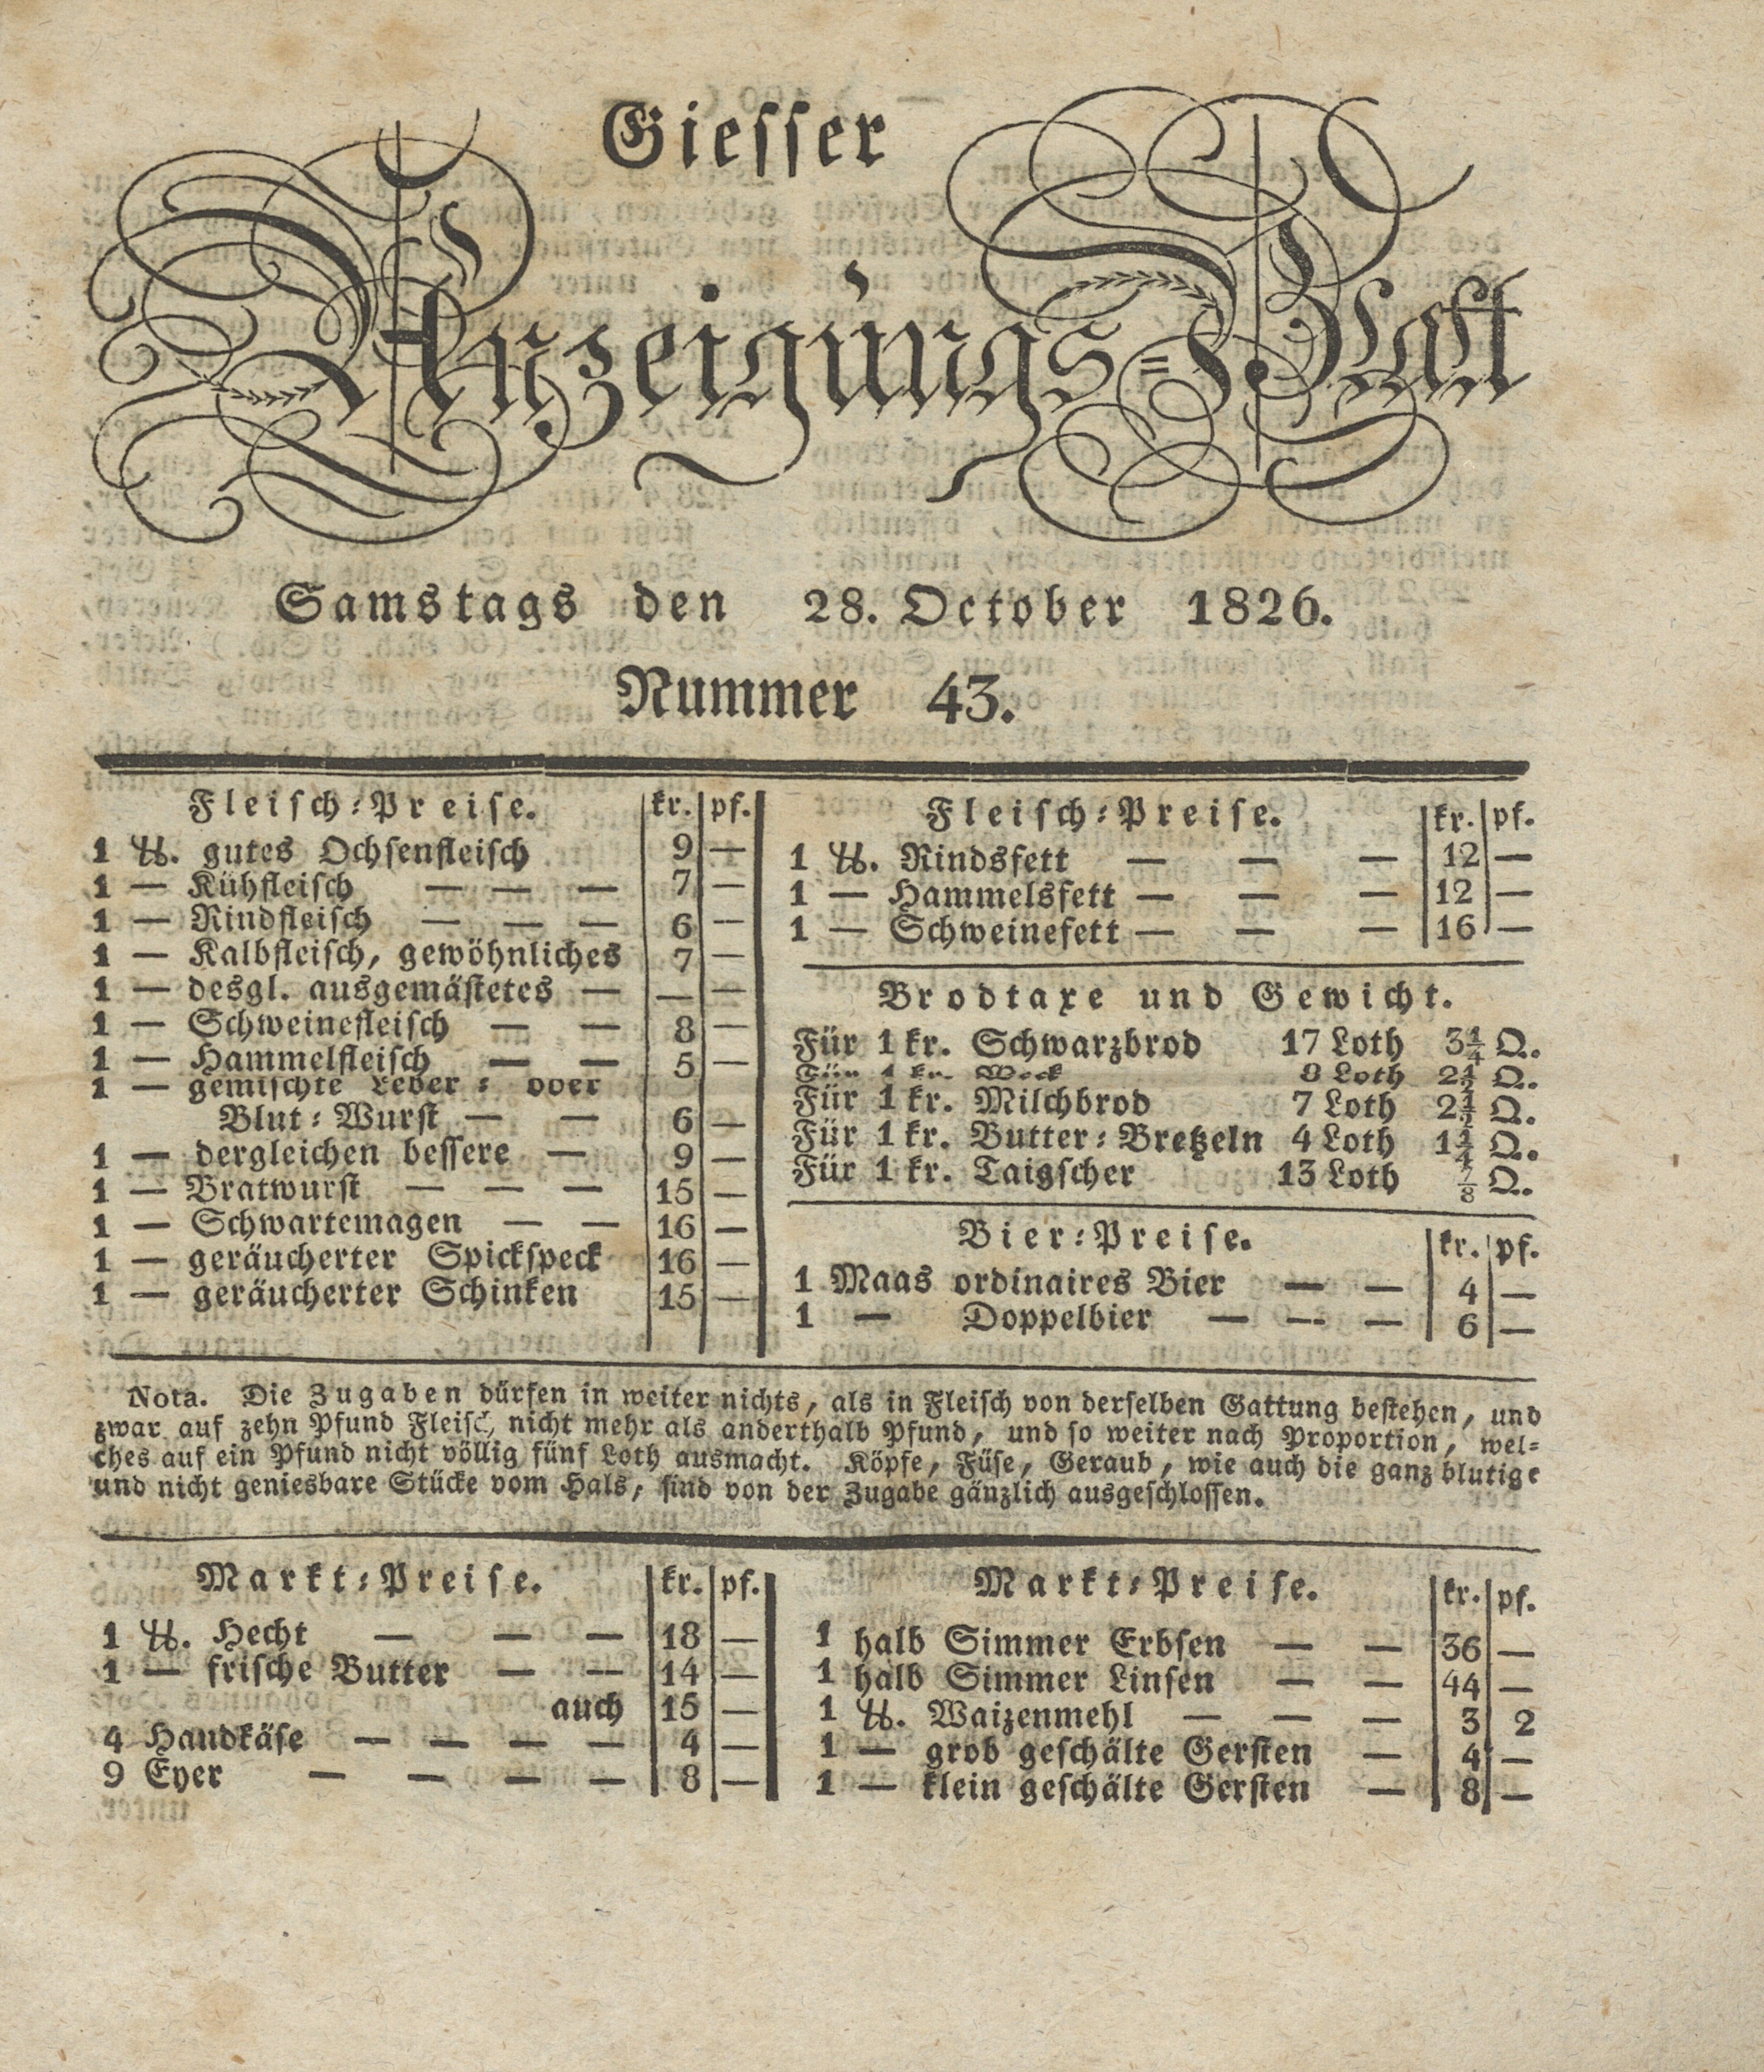 Giesser
Anzeigungs=Blatt
Samstags den 28. October 1826.
Nummer 43.
Fleisch=Preise. kr. pf.
1 ℔. gutes Ochsenfleisch 9 —
1 — Kühfleisch — — — 7 —
1 — Rindfleisch — — — 6 —
1 — Kalbfleisch, gewöhnliches 7 —
1 — desgl. ausgemästetes — — —
1 — Schweinefleisch — — 8 —
1 — Hammelfleisch — — 5 —
1 — gemischte Leber= oder
Blut=Wurst — — 6 —
1 — dergleichen bessere — 9 —
1 — Bratwurst — — — 15 —
1 — Schwartemagen — — 16 —
1 — geräucherter Spickspeck 16 —
1 — geräucherter Schinken 15 —
Fleisch=Preise. kr. pf.
1 ℔. Rindsfett — — — 12 —
1 — Hammelsfett — — — 12 —
1 — Schweinefett — — — 16 —
Brodtaxe und Gewicht.
Für 1 kr. Schwarzbrod 17 Loth 3¼ Q.
Für 1 kr. Weck 8 Loth 2½ Q.
Für 1 kr. Milchbrod 7 Loth 2½ Q.
Für 1 kr. Butter=Bretzeln 4 Loth 1¼ Q.
Für 1 kr. Taigscher 13 Loth ⅞ Q.
Bier=Preise. kr. pf.
1 Maas ordinaires Bier — — 4 —
1 — Doppelbier — — — 6 —
Nota. Die Zugaben dürfen in weiter nichts, als in Fleisch von derselben Gattung bestehen, und
zwar auf zehn Pfund Fleisch, nicht mehr als anderthalb Pfund, und so weiter nach Proportion, wel=
ches auf ein Pfund nicht völlig fünf Loth ausmacht. Köpfe, Füse, Geraub, wie auch die ganz blutige
und nicht geniesbare Stücke vom Hals, sind von der Zugabe gänzlich ausgeschlossen.
Markt=Preise. kr. pf.
1 ℔. Hecht — — — 18 —
1 — frische Butter — — 14 —
auch 15 —
4 Handkäse — — — — 4 —
9 Eyer — — — — 8 —
Markt=Preise. kr. pf.
1 halb Simmer Erbsen — — 36 —
1 halb Simmer Linsen — — 44 —
1 ℔. Waizenmehl — — — 3 2
1 — grob geschälte Gersten — 4 —
1 — klein geschälte Gersten — 8 —